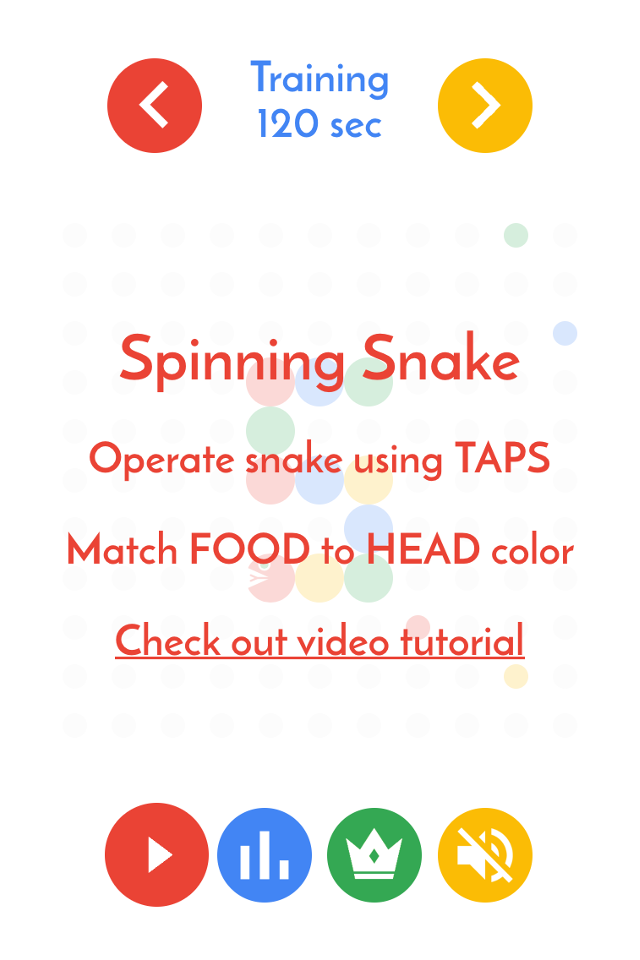 Training
120 sec
Spinning Snake
Operate snake using TAPS
Match FOOD to HEAD color
Check out video tutorial